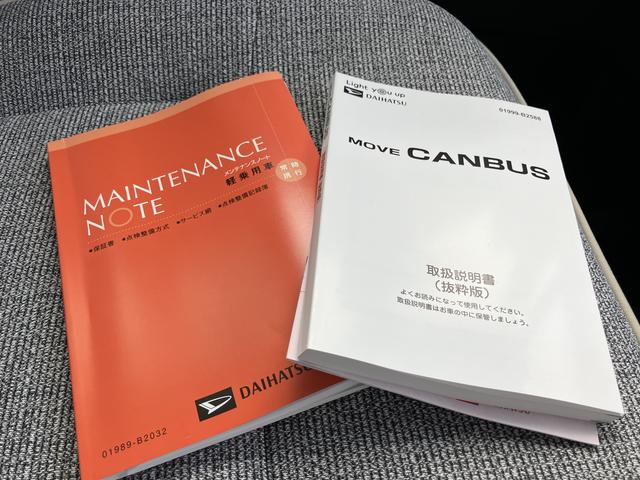 MAINTENANCE
NOTE
メンテナンスノート
軽乗用車
常時
携行
●保証書 ●点検整備方式 ●サービス網 ●点検整備記録簿
DAIHATSU
01989-B2032
Light you up
DAIHATSU
01999-B2588
MOVE CANBUS
取扱説明書
(抜粋版)
よくお読みになって使用してください。
取扱説明書はお車の中に保管しましょう。